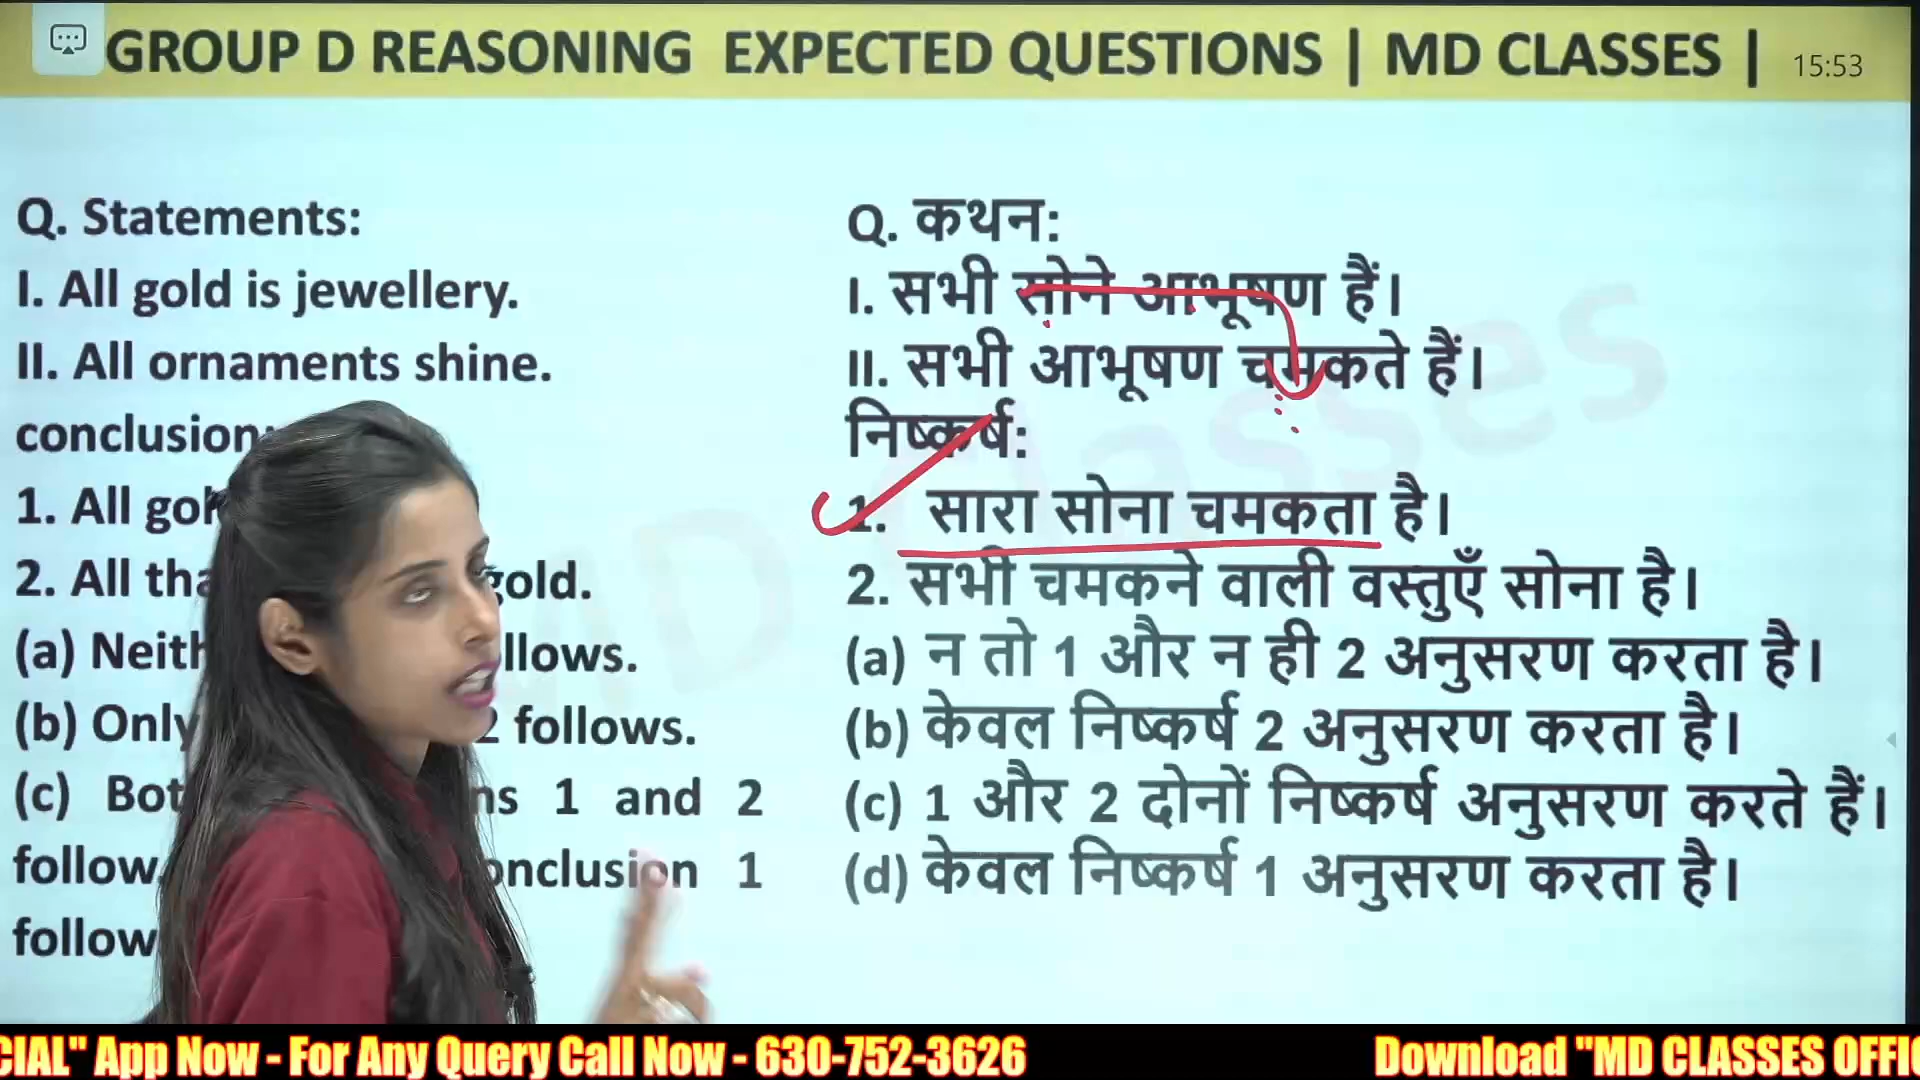 GROUP D REASONING EXPECTED QUESTIONS | MD CLASSES |
15:53
Q. Statements:
I. All gold is jewellery.
II. All ornaments shine.
conclusion:
1. All gol
2. All tha gold.
(a) Neith llows.
(b) Only 2 follows.
(c) Bot ns 1 and 2
follow. onclusion 1
follow
Q. कथन:
I. सभी सोने आभूषण हैं।
II. सभी आभूषण चमकते हैं।
निष्कर्ष:
1. सारा सोना चमकता है।
2. सभी चमकने वाली वस्तुएँ सोना है।
(a) न तो 1 और न ही 2 अनुसरण करता है।
(b) केवल निष्कर्ष 2 अनुसरण करता है।
(c) 1 और 2 दोनों निष्कर्ष अनुसरण करते हैं।
(d) केवल निष्कर्ष 1 अनुसरण करता है।
MD Classes
CIAL" App Now - For Any Query Call Now - 630-752-3626 Download "MD CLASSES OFFIC